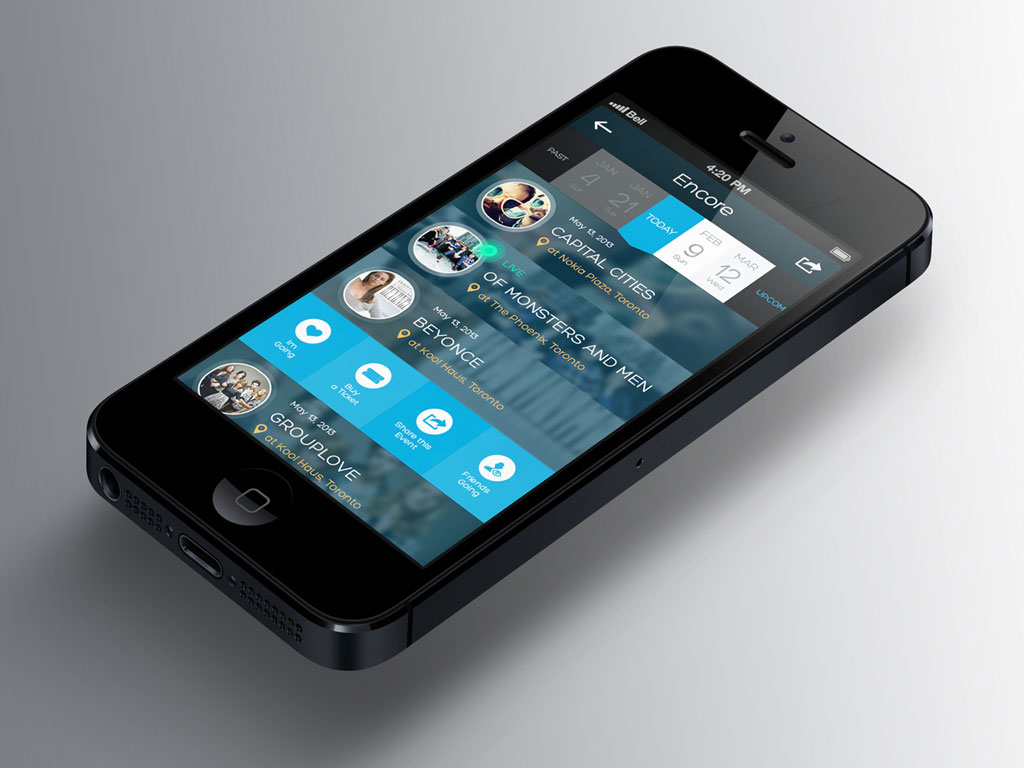 Bell
4:20 PM
Encore
PAST
JAN
4
Sat
JAN
21
Tue
TODAY
FEB
9
Sun
MAR
12
Wed
UPCOM
May 13, 2013
CAPITAL CITIES
at Nokia Plaza, Toronto
LIVE
OF MONSTERS AND MEN
at The Phoenix, Toronto
May 13, 2013
BEYONCE
at Kool Haus, Toronto
Im
Going
Buy
a Ticket
Share this
Event
Friends
Going
May 13, 2013
GROUPLOVE
at Kool Haus, Toronto